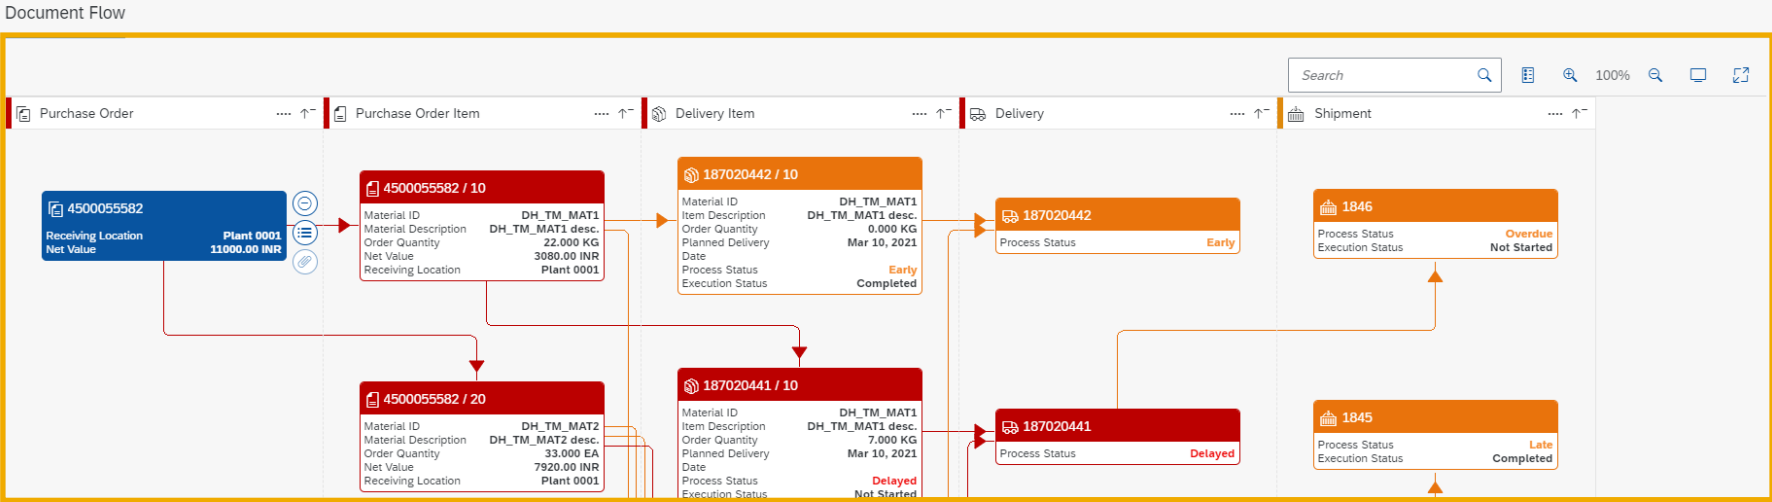 Document Flow
Search
100%
Purchase Order
Purchase Order Item
Delivery Item
Delivery
Shipment
4500055582
Receiving Location Plant 0001
Net Value 11000.00 INR
4500055582 / 10
Material ID DH_TM_MAT1
Material Description DH_TM_MAT1 desc.
Order Quantity 22.000 KG
Net Value 3080.00 INR
Receiving Location Plant 0001
187020442 / 10
Material ID DH_TM_MAT1
Item Description DH_TM_MAT1 desc.
Order Quantity 0.000 KG
Planned Delivery Mar 10, 2021
Date
Process Status Early
Execution Status Completed
187020442
Process Status Early
1846
Process Status Overdue
Execution Status Not Started
4500055582 / 20
Material ID DH_TM_MAT2
Material Description DH_TM_MAT2 desc.
Order Quantity 33.000 EA
Net Value 7920.00 INR
Receiving Location Plant 0001
187020441 / 10
Material ID DH_TM_MAT1
Item Description DH_TM_MAT1 desc.
Order Quantity 7.000 KG
Planned Delivery Mar 10, 2021
Date
Process Status Delayed
Execution Status Not Started
187020441
Process Status Delayed
1845
Process Status Late
Execution Status Completed